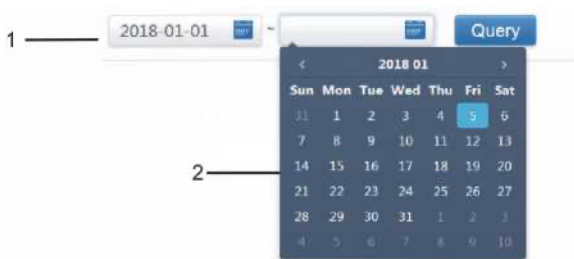 1
2018-01-01 ~ Query
< 2018 01 >
Sun Mon Tue Wed Thu Fri Sat
31 1 2 3 4 5 6
7 8 9 10 11 12 13
2
14 15 16 17 18 19 20
21 22 23 24 25 26 27
28 29 30 31 1 2 3
4 5 6 7 8 9 10